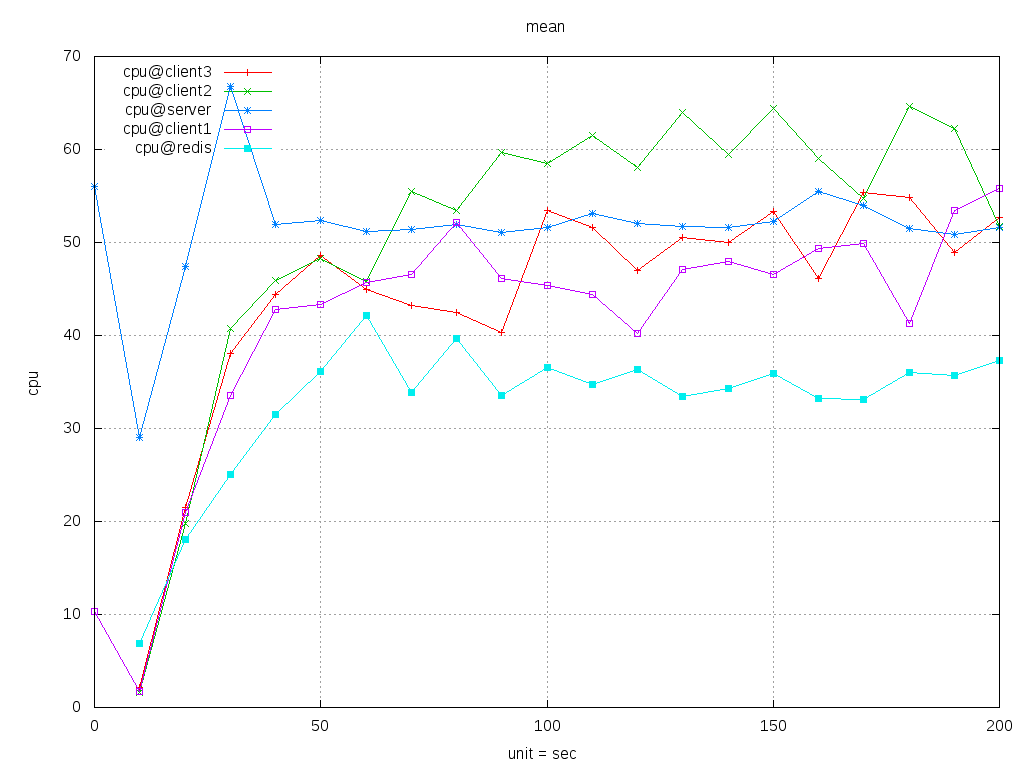 mean
cpu@client3
cpu@client2
cpu@server
cpu@client1
cpu@redis
70
60
50
40
30
20
10
0
cpu
0 50 100 150 200
unit = sec